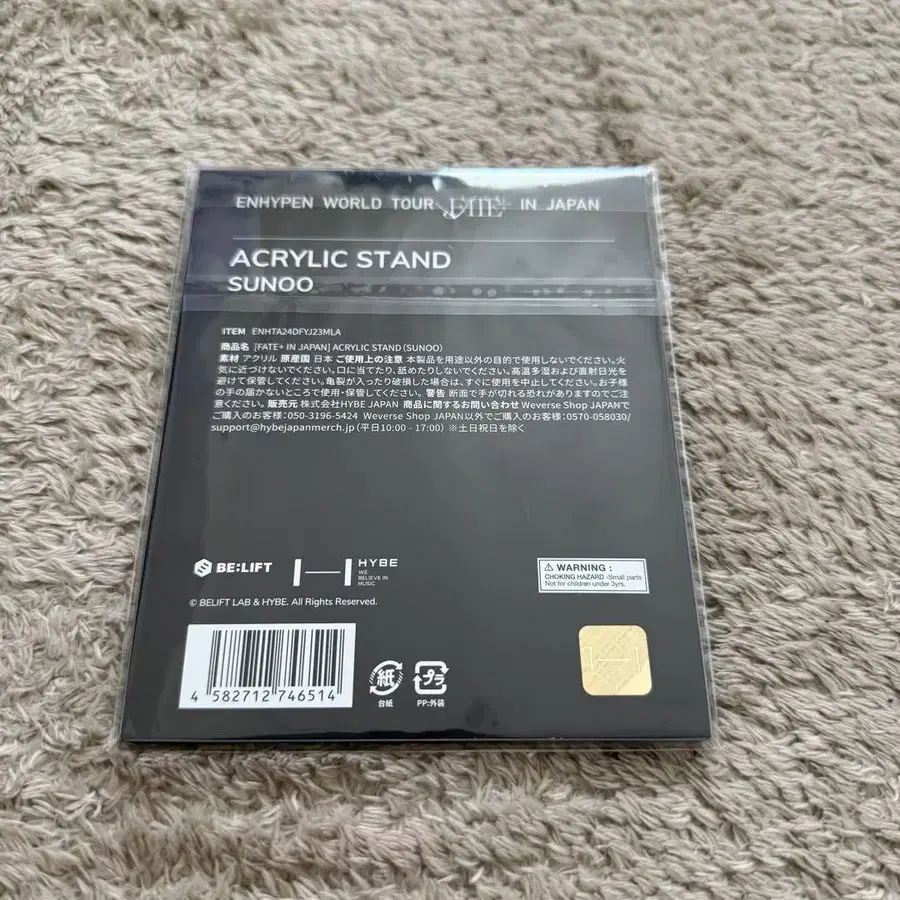 ENHYPEN WORLD TOUR FATE+ IN JAPAN
ACRYLIC STAND
SUNOO
ITEM ENHTA24DFYJ23MLA
商品名 [FATE+ IN JAPAN] ACRYLIC STAND (SUNOO)
素材 アクリル 原産国 日本 ご使用上の注意 本製品を用途以外の目的で使用しないでください。火
気に近づけないでください。口に当てたり、舐めたりしないでください。高温多湿および直射日光を
避けて保管してください。亀裂が入ったり破損した場合は、すぐに使用を中止してください。お子様
の手の届かないところで使用・保管してください。 警告 断面で手が切れる恐れがありますのでご注
意ください。 販売元 株式会社HYBE JAPAN 商品に関するお問い合わせ Weverse Shop JAPANで
ご購入のお客様:050-3196-5424 Weverse Shop JAPAN以外でご購入のお客様:0570-058030/
support@hybejapanmerch.jp (平日10:00 - 17:00) ※土日祝日を除く
BE:LIFT
HYBE
WE
BELIEVE IN
MUSIC
⚠ WARNING :
CHOKING HAZARD -Small parts
Not for children under 3yrs.
© BELIFT LAB & HYBE. All Rights Reserved.
4 582712 746514
紙
台紙
プラ
PP:外装